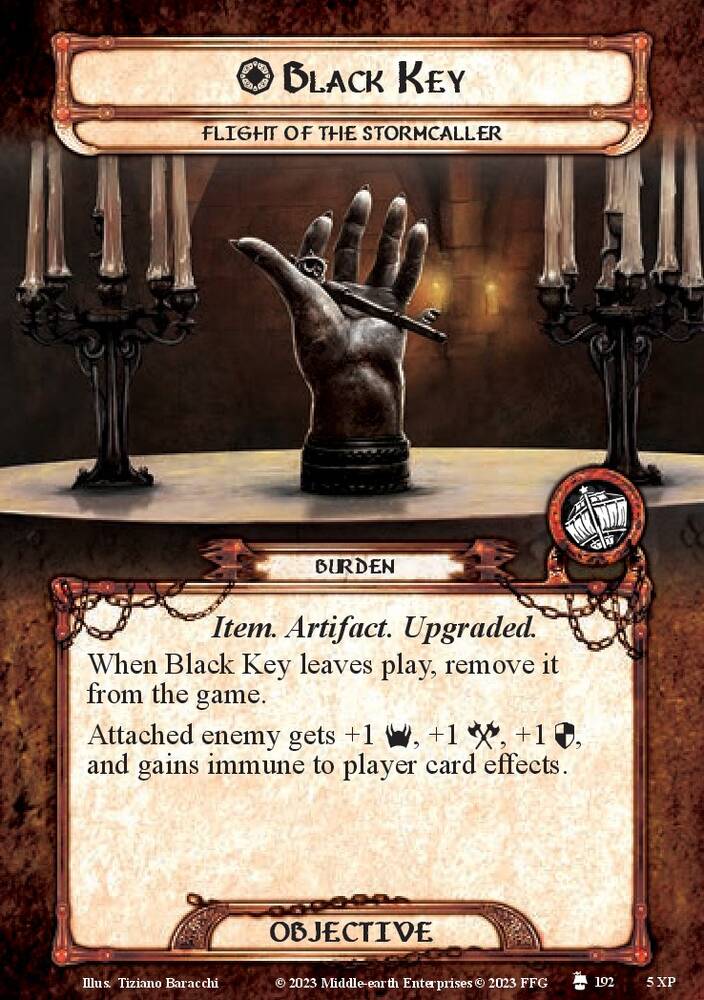 Black Key
FLIGHT OF THE STORMCALLER
BURDEN
Item. Artifact. Upgraded.
When Black Key leaves play, remove it
from the game.
Attached enemy gets +1 , +1 , +1 ,
and gains immune to player card effects.
OBJECTIVE
Illus. Tiziano Baracchi © 2023 Middle-earth Enterprises © 2023 FFG 192 5 XP